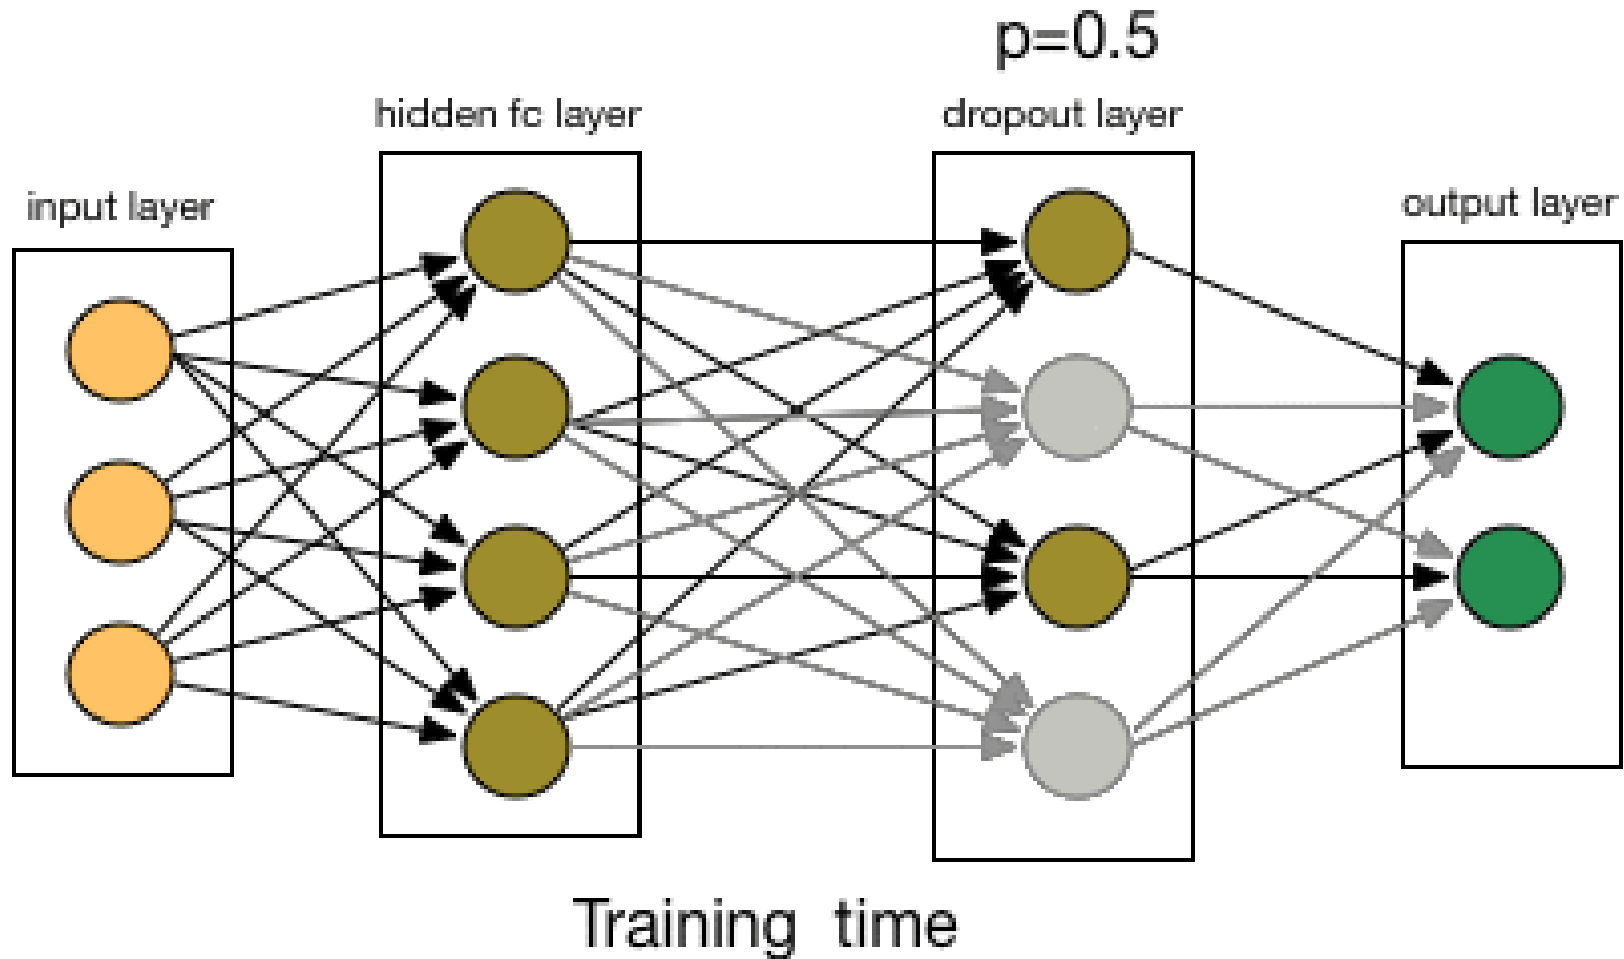 p=0.5
hidden fc layer
dropout layer
input layer
output layer
Training time